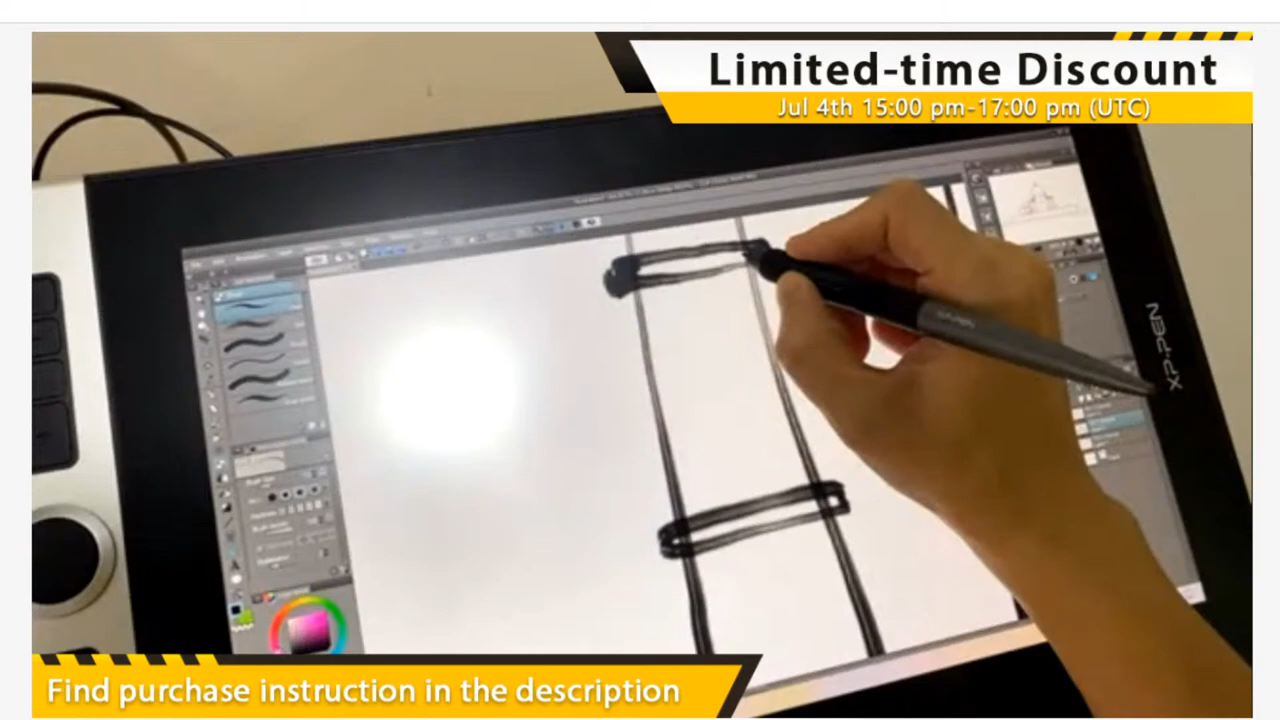 Limited-time Discount
Jul 4th 15:00 pm-17:00 pm (UTC)
XP-PEN
Find purchase instruction in the description